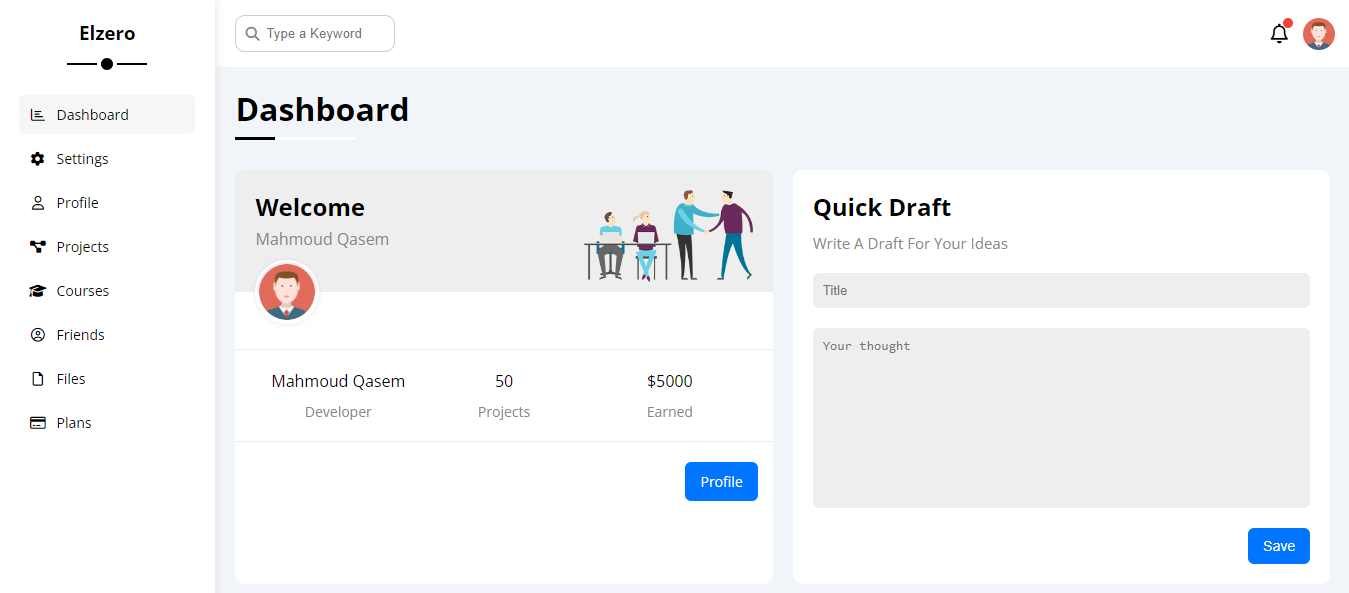 Elzero
Dashboard
Settings
Profile
Projects
Courses
Friends
Files
Plans
Type a Keyword
Dashboard
Welcome
Mahmoud Qasem
Mahmoud Qasem
Developer
50
Projects
$5000
Earned
Profile
Quick Draft
Write A Draft For Your Ideas
Title
Your thought
Save